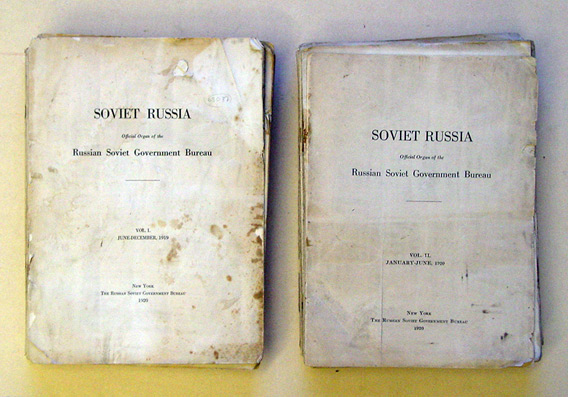 SOVIET RUSSIA
Official Organ of the
Russian Soviet Government Bureau
VOL. I.
JUNE-DECEMBER, 1919
New York
The Russian Soviet Government Bureau
1920
SOVIET RUSSIA
Official Organ of the
Russian Soviet Government Bureau
VOL. II.
JANUARY-JUNE, 1920
New York
The Russian Soviet Government Bureau
1920